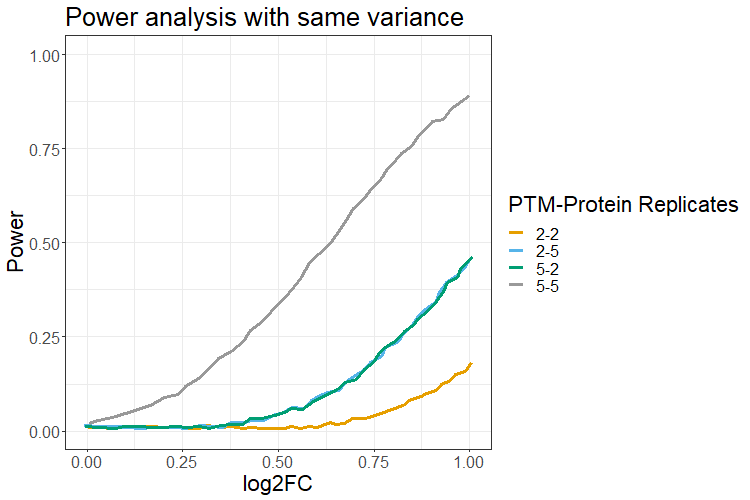 Power analysis with same variance
1.00
0.75
0.50
0.25
0.00
Power
0.00 0.25 0.50 0.75 1.00
log2FC
PTM-Protein Replicates
2-2
2-5
5-2
5-5